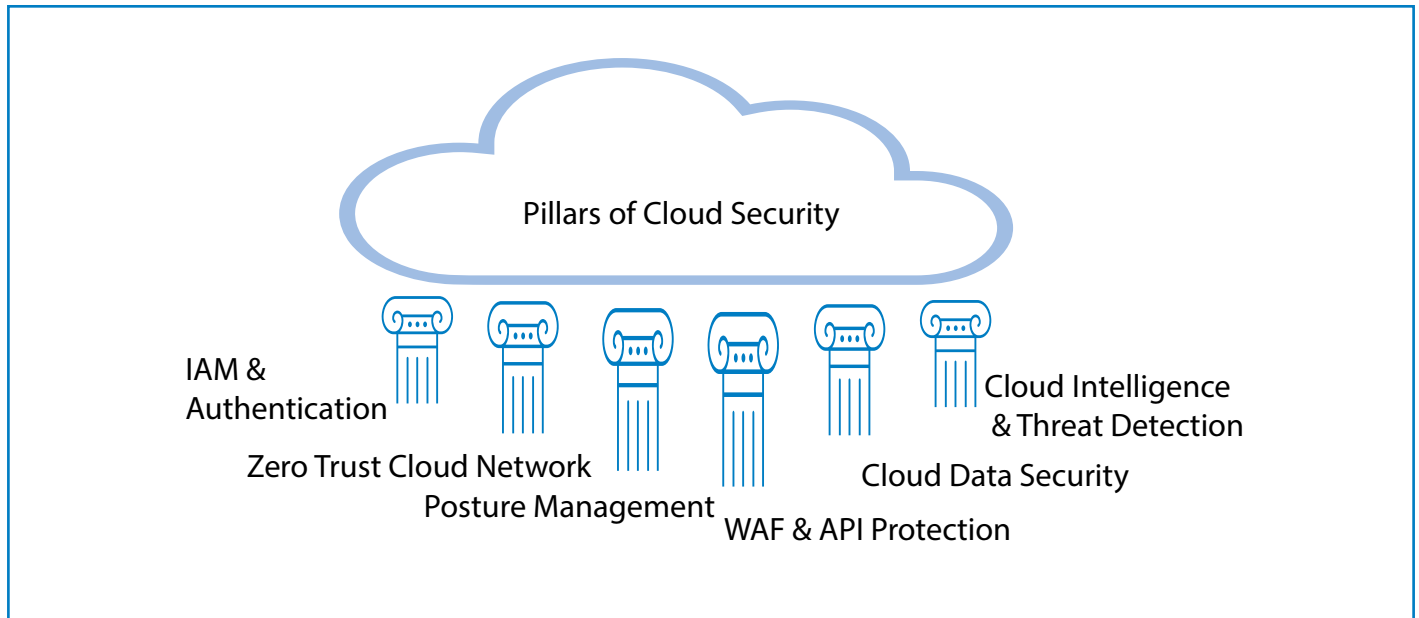 Pillars of Cloud Security
IAM &
Authentication
Zero Trust Cloud Network
Posture Management
WAF & API Protection
Cloud Data Security
Cloud Intelligence
& Threat Detection